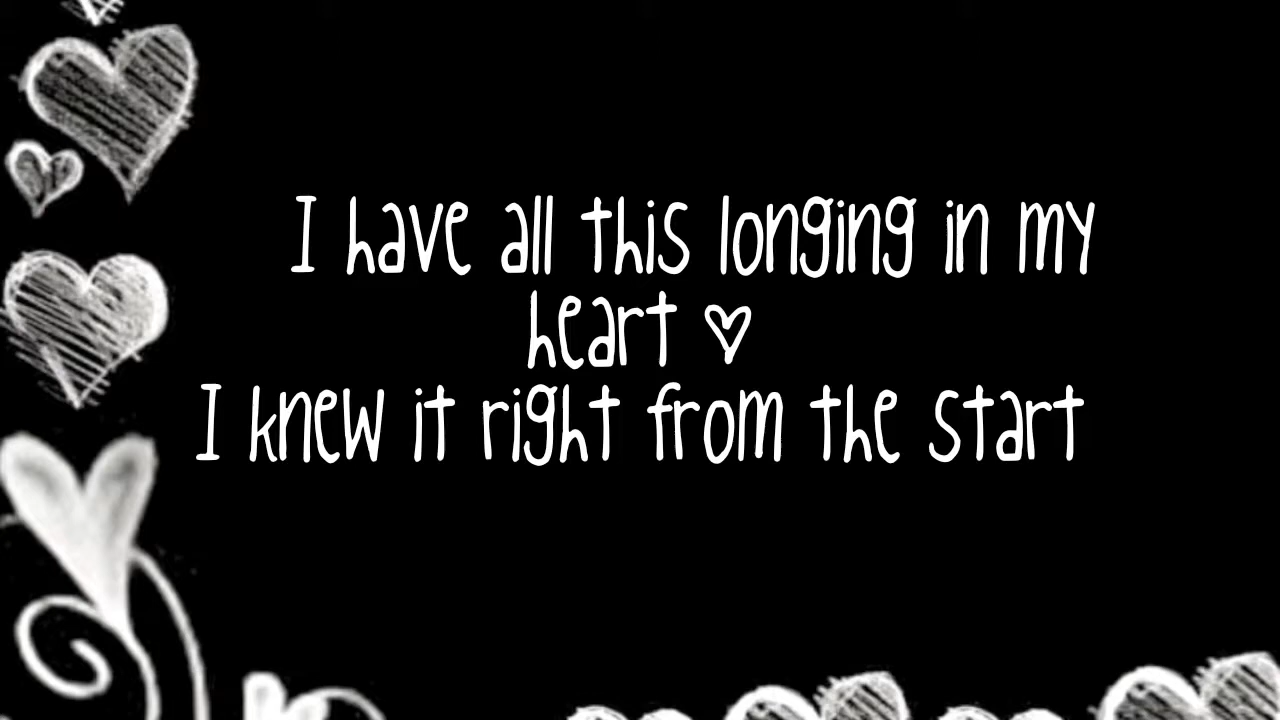 I have all this longing in my
heart ♡
I knew it right from the start